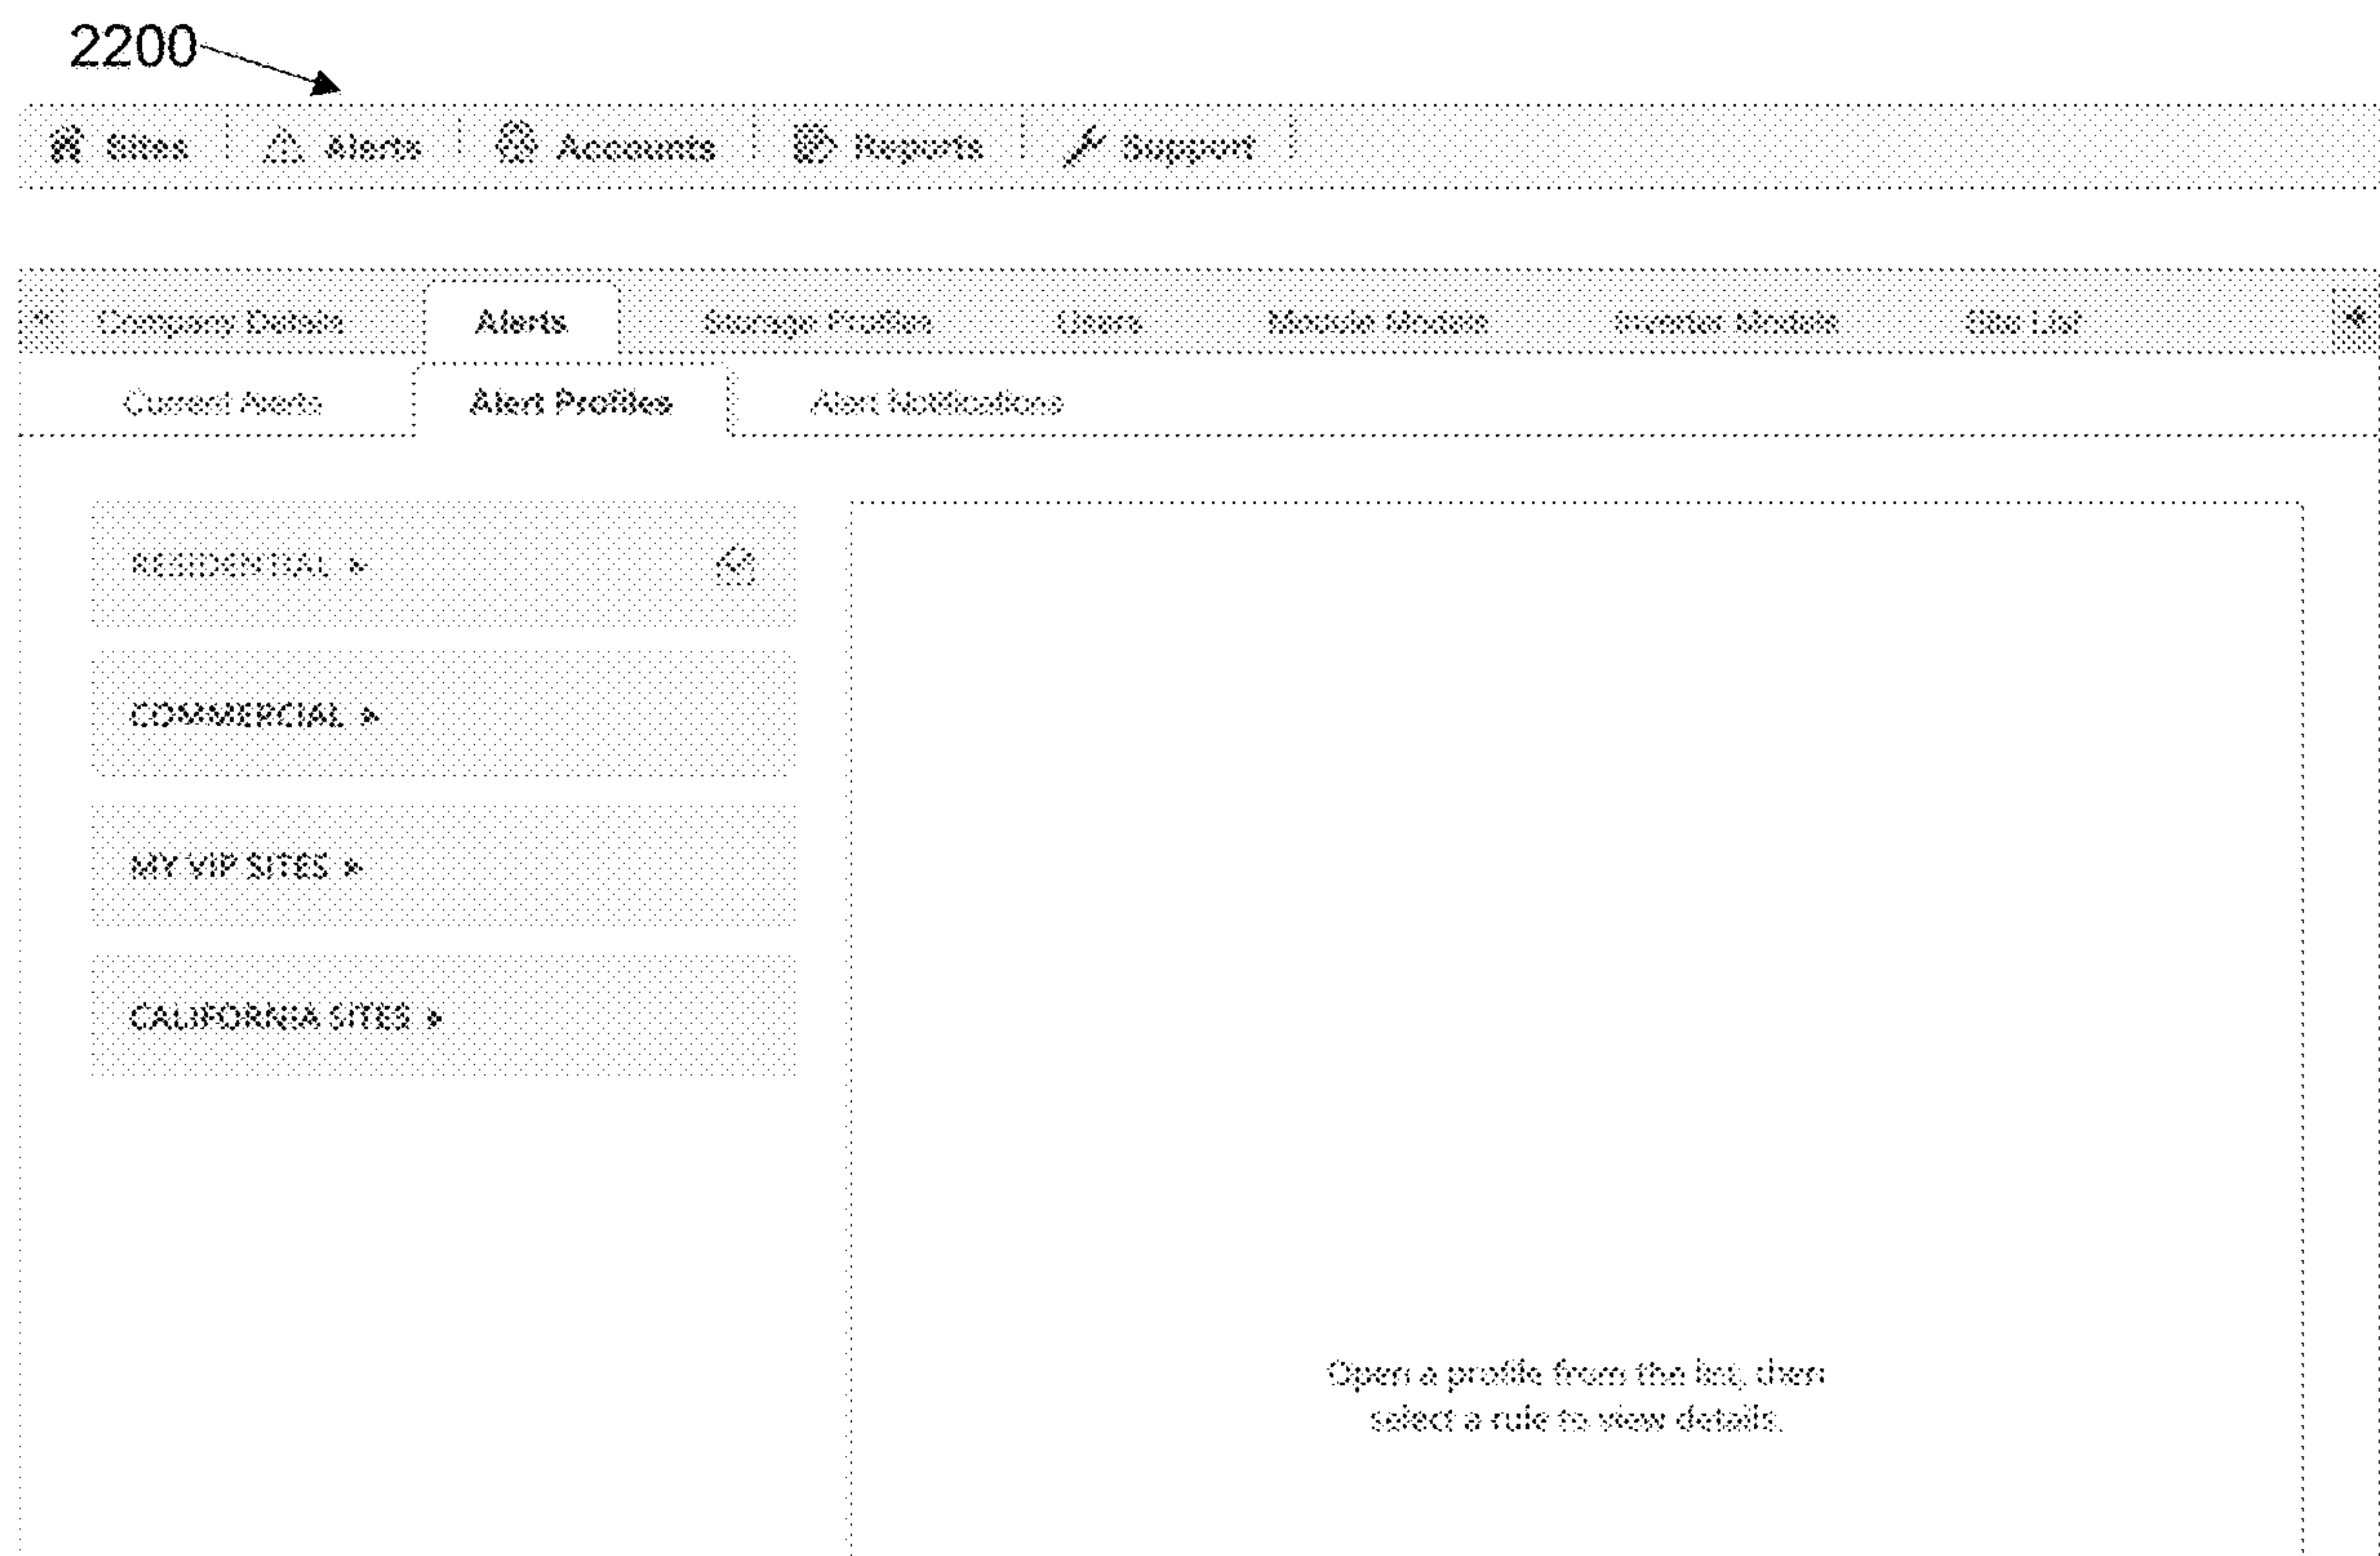 2200
Sites Alerts Accounts Reports Support
Company Details Alerts Storage Profiles Users Module Models Inverter Models Site List
Current Alerts Alert Profiles Alert Notifications
RESIDENTIAL
COMMERCIAL
MY VIP SITES
CALIFORNIA SITES
Open a profile from the list, then
select a rule to view details.